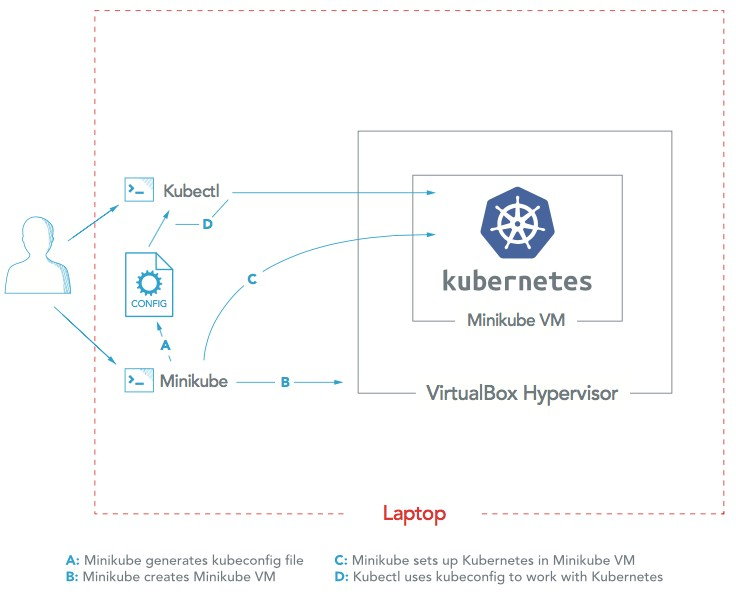 Kubectl
D
kubernetes
CONFIG
C
Minikube VM
A
Minikube
B
VirtualBox Hypervisor
Laptop
A: Minikube generates kubeconfig file
B: Minikube creates Minikube VM
C: Minikube sets up Kubernetes in Minikube VM
D: Kubectl uses kubeconfig to work with Kubernetes